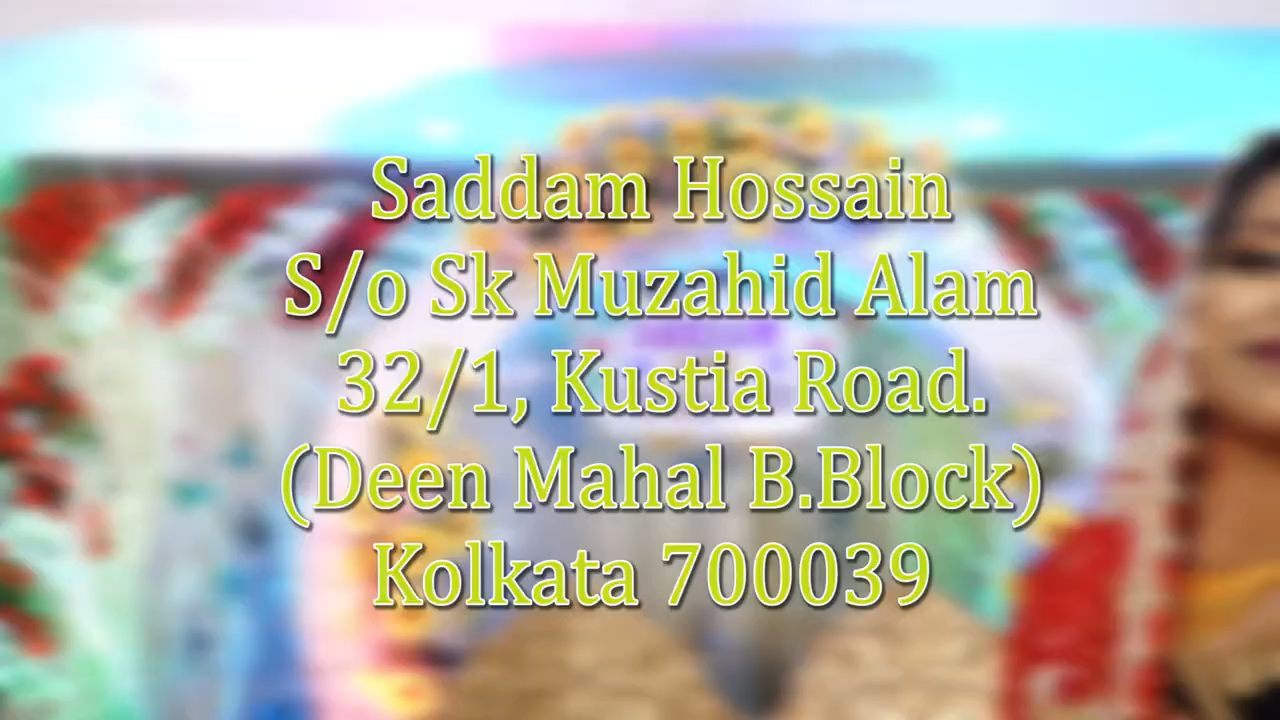 Saddam Hossain
S/o Sk Muzahid Alam
32/1, Kustia Road.
(Deen Mahal B.Block)
Kolkata 700039